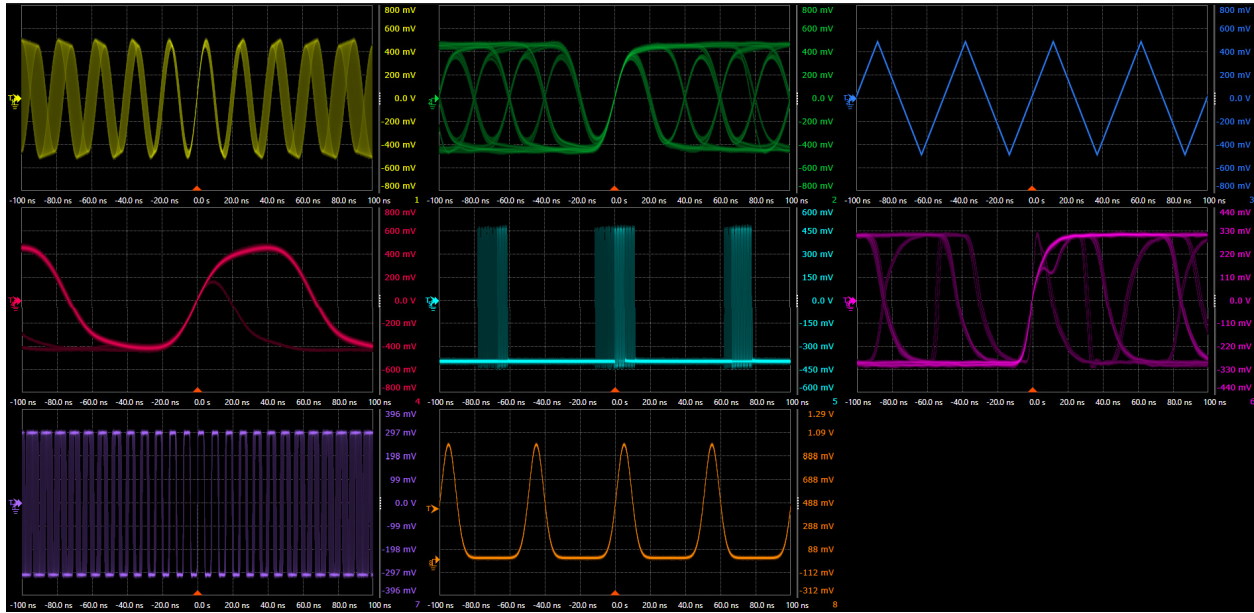 800 mV
600 mV
400 mV
200 mV
T
0.0 V
-200 mV
-400 mV
-600 mV
-800 mV
-100 ns -80.0 ns -60.0 ns -40.0 ns -20.0 ns 0.0 s 20.0 ns 40.0 ns 60.0 ns 80.0 ns 100 ns 1
800 mV
600 mV
400 mV
200 mV
0.0 V
-200 mV
-400 mV
-600 mV
-800 mV
-100 ns -80.0 ns -60.0 ns -40.0 ns -20.0 ns 0.0 s 20.0 ns 40.0 ns 60.0 ns 80.0 ns 100 ns 2
800 mV
600 mV
400 mV
200 mV
T
0.0 V
-200 mV
-400 mV
-600 mV
-800 mV
-100 ns -80.0 ns -60.0 ns -40.0 ns -20.0 ns 0.0 s 20.0 ns 40.0 ns 60.0 ns 80.0 ns 100 ns 3
800 mV
600 mV
400 mV
200 mV
T
0.0 V
-200 mV
-400 mV
-600 mV
-800 mV
-100 ns -80.0 ns -60.0 ns -40.0 ns -20.0 ns 0.0 s 20.0 ns 40.0 ns 60.0 ns 80.0 ns 100 ns 4
600 mV
450 mV
300 mV
150 mV
T
0.0 V
-150 mV
-300 mV
-450 mV
-600 mV
-100 ns -80.0 ns -60.0 ns -40.0 ns -20.0 ns 0.0 s 20.0 ns 40.0 ns 60.0 ns 80.0 ns 100 ns 5
440 mV
330 mV
220 mV
110 mV
T
0.0 V
-110 mV
-220 mV
-330 mV
-440 mV
-100 ns -80.0 ns -60.0 ns -40.0 ns -20.0 ns 0.0 s 20.0 ns 40.0 ns 60.0 ns 80.0 ns 100 ns 6
396 mV
297 mV
198 mV
99 mV
T
0.0 V
-99 mV
-198 mV
-297 mV
-396 mV
-100 ns -80.0 ns -60.0 ns -40.0 ns -20.0 ns 0.0 s 20.0 ns 40.0 ns 60.0 ns 80.0 ns 100 ns 7
1.29 V
1.09 V
888 mV
688 mV
T
488 mV
288 mV
88 mV
8
-112 mV
-312 mV
-100 ns -80.0 ns -60.0 ns -40.0 ns -20.0 ns 0.0 s 20.0 ns 40.0 ns 60.0 ns 80.0 ns 100 ns 8